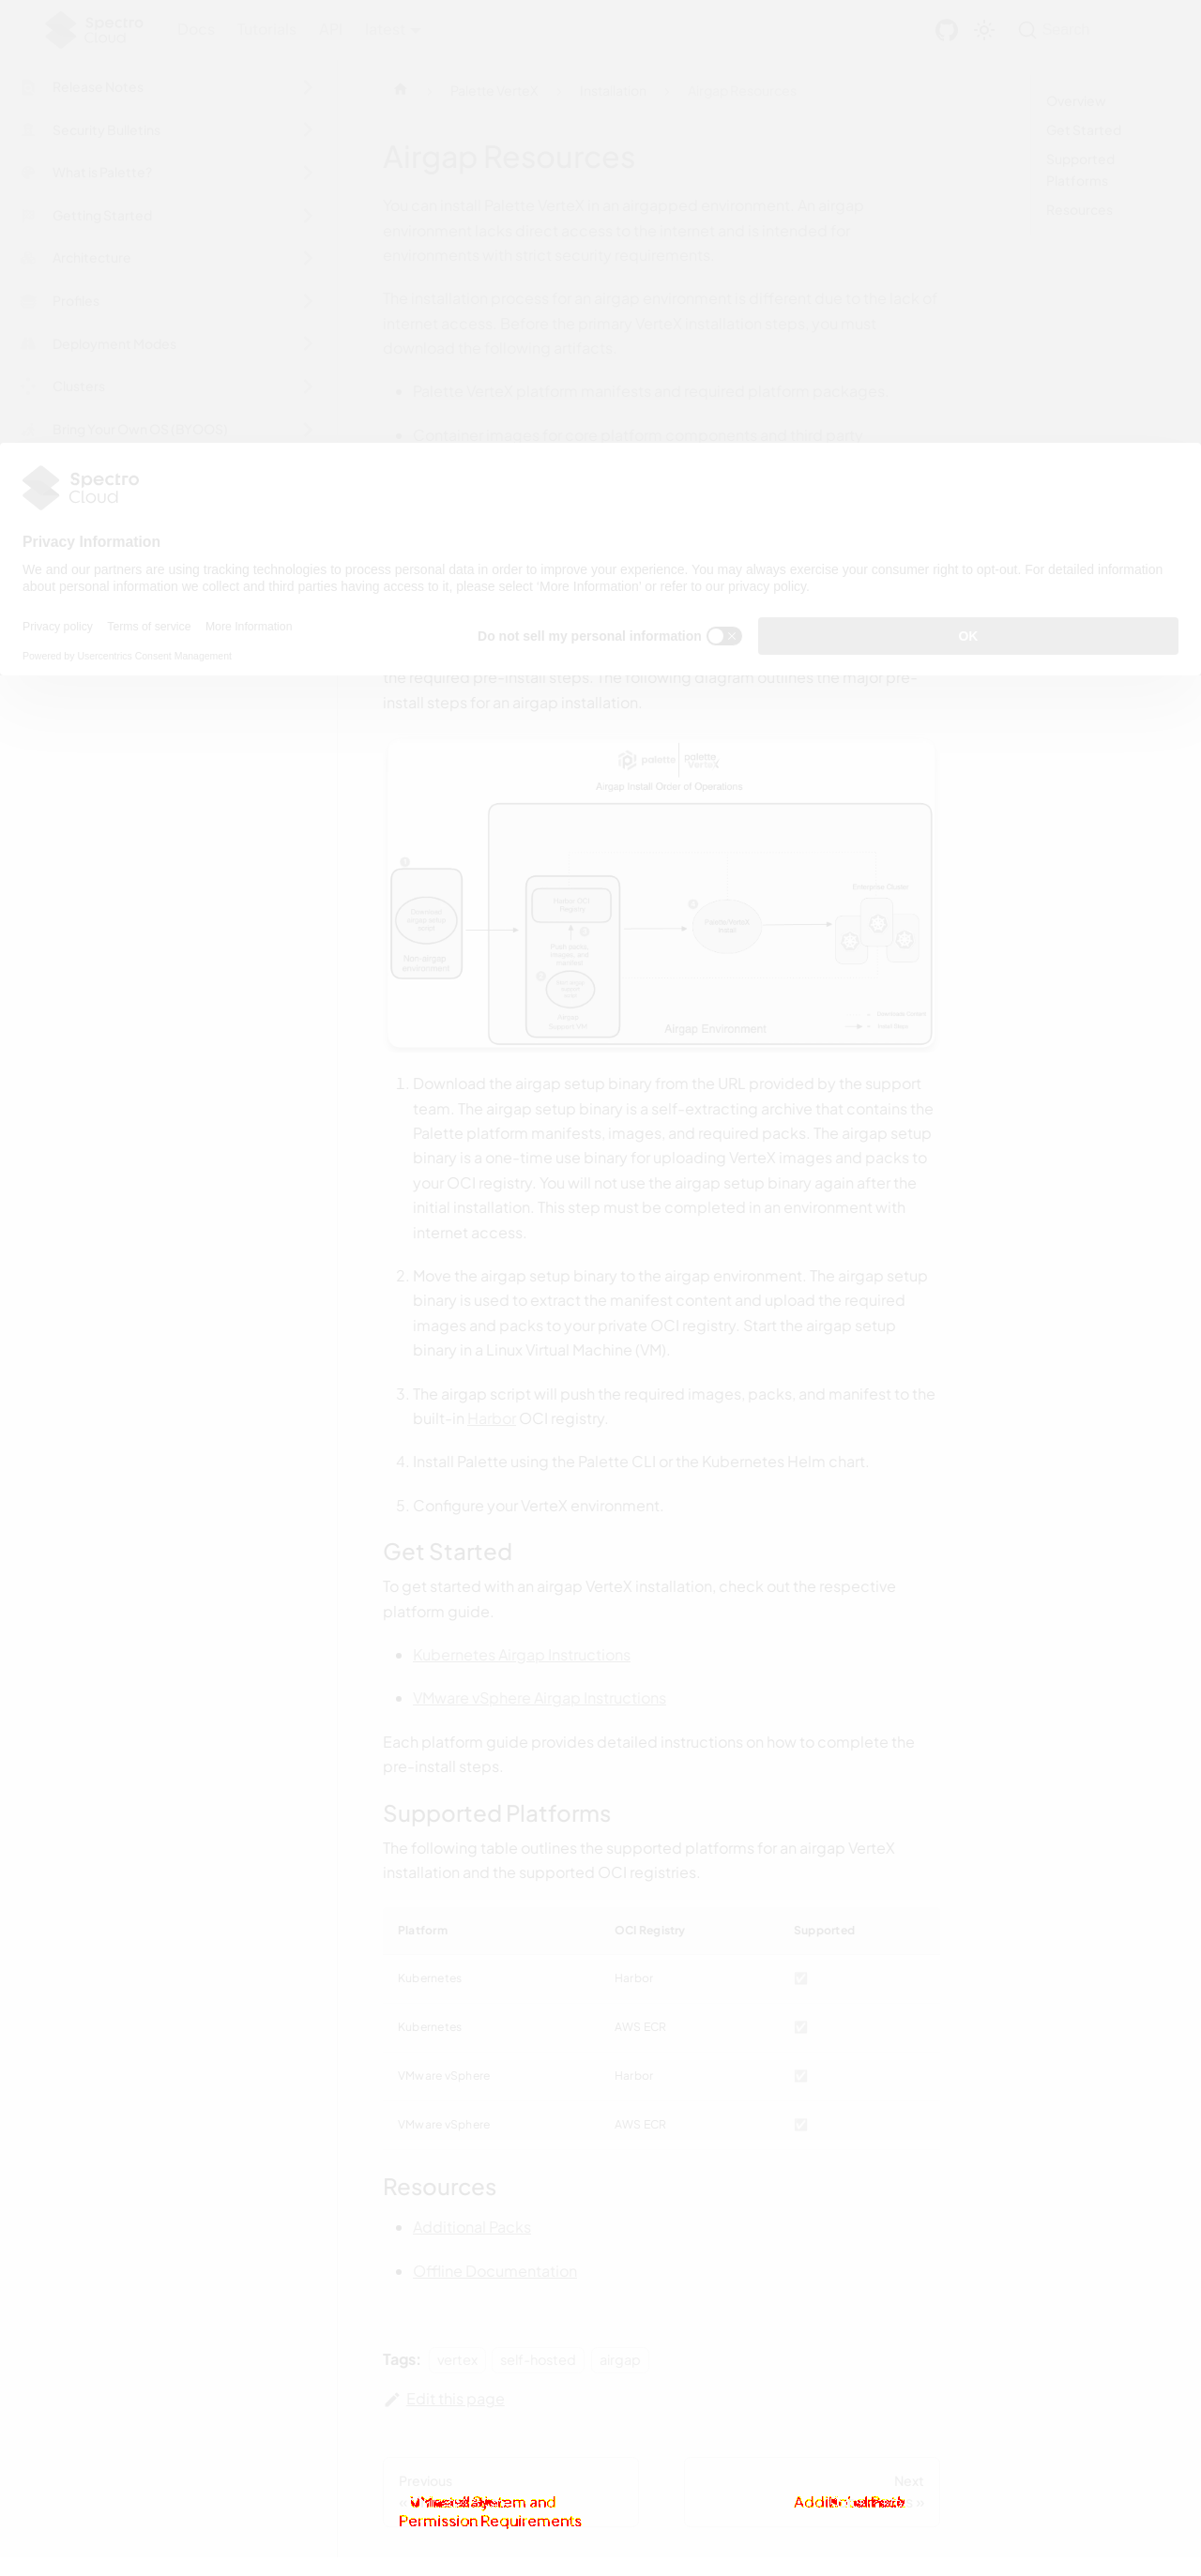 Spectro
Cloud
Docs Tutorials API latest Search
Release Notes
Security Bulletins
What is Palette?
Getting Started
Architecture
Profiles
Deployment Modes
Clusters
Bring Your Own OS (BYOOS)
Palette VerteX Installation Airgap Resources
Overview
Get Started
Supported
Platforms
Resources
Airgap Resources
You can install Palette VerteX in an airgapped environment. An airgap
environment lacks direct access to the internet and is intended for
environments with strict security requirements.
The installation process for an airgap environment is different due to the lack of
internet access. Before the primary VerteX installation steps, you must
download the following artifacts.
Palette VerteX platform manifests and required platform packages.
Container images for core platform components and third party
Spectro
Cloud
Privacy Information
We and our partners are using tracking technologies to process personal data in order to improve your experience. You may always exercise your consumer right to opt-out. For detailed information
about personal information we collect and third parties having access to it, please select 'More Information' or refer to our privacy policy.
Privacy policy Terms of service More Information
Do not sell my personal information OK
Powered by Usercentrics Consent Management
the required pre-install steps. The following diagram outlines the major pre-
install steps for an airgap installation.
palette palette
VerteX
Airgap Install Order of Operations
Enterprise Cluster
Harbor OCI
Registry
Download
airgap setup
script
Palette/VerteX
Install
Push packs,
images, and
manifest
Non-airgap
environment
Airgap
Support VM
Airgap Environment
Install Steps
1. Download the airgap setup binary from the URL provided by the support
team. The airgap setup binary is a self-extracting archive that contains the
Palette platform manifests, images, and required packs. The airgap setup
binary is a one-time use binary for uploading VerteX images and packs to
your OCI registry. You will not use the airgap setup binary again after the
initial installation. This step must be completed in an environment with
internet access.
2. Move the airgap setup binary to the airgap environment. The airgap setup
binary is used to extract the manifest content and upload the required
images and packs to your private OCI registry. Start the airgap setup
binary in a Linux Virtual Machine (VM).
3. The airgap script will push the required images, packs, and manifest to the
built-in Harbor OCI registry.
4. Install Palette using the Palette CLI or the Kubernetes Helm chart.
5. Configure your VerteX environment.
Get Started
To get started with an airgap VerteX installation, check out the respective
platform guide.
Kubernetes Airgap Instructions
VMware vSphere Airgap Instructions
Each platform guide provides detailed instructions on how to complete the
pre-install steps.
Supported Platforms
The following table outlines the supported platforms for an airgap VerteX
installation and the supported OCI registries.
Platform OCI Registry Supported
Kubernetes Harbor ✅
Kubernetes AWS ECR ✅
VMware vSphere Harbor ✅
VMware vSphere AWS ECR ✅
Resources
Additional Packs
Offline Documentation
Tags: vertex self-hosted airgap
Edit this page
Previous
System and
Permission Requirements
Next